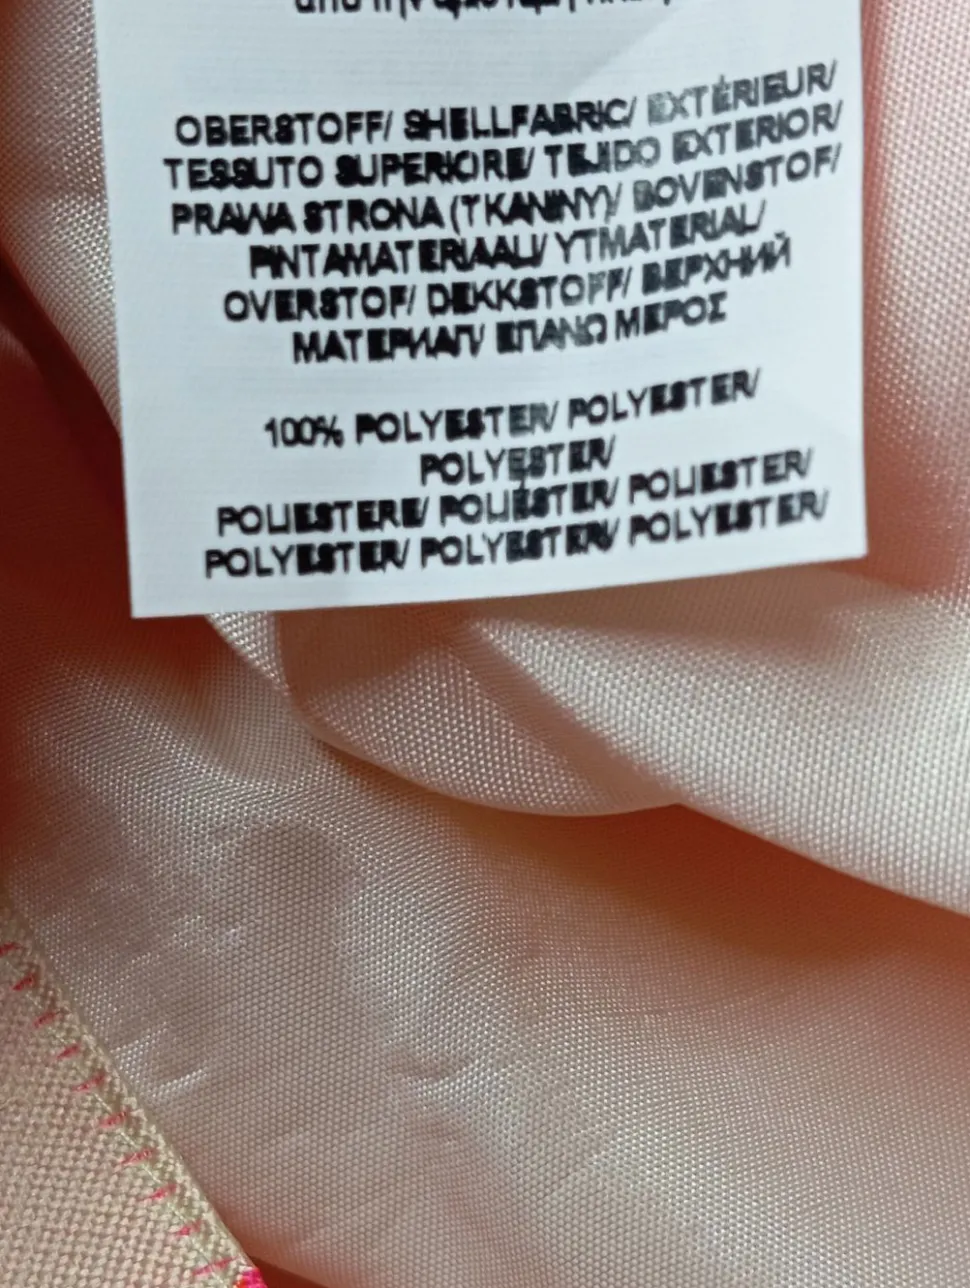 OBERSTOFF/ SHELLFABRIC/ EXTÉRIEUR/
TESSUTO SUPERIORE/ TEJIDO EXTERIOR/
PRAWA STRONA (TKANINY)/ BOVENSTOF/
PINTAMATERIAALI/ YTMATERIAL/
OVERSTOF/ DEKKSTOFF/ ВЕРХНИЙ
МАТЕРИАЛ/ ΕΠΑΝΩ ΜΕΡΟΣ
100% POLYESTER/ POLYESTER/
POLYESTER/
POLIESTERE/ POLIÉSTER/ POLIESTER/
POLYESTER/ POLYESTER/ POLYESTER/